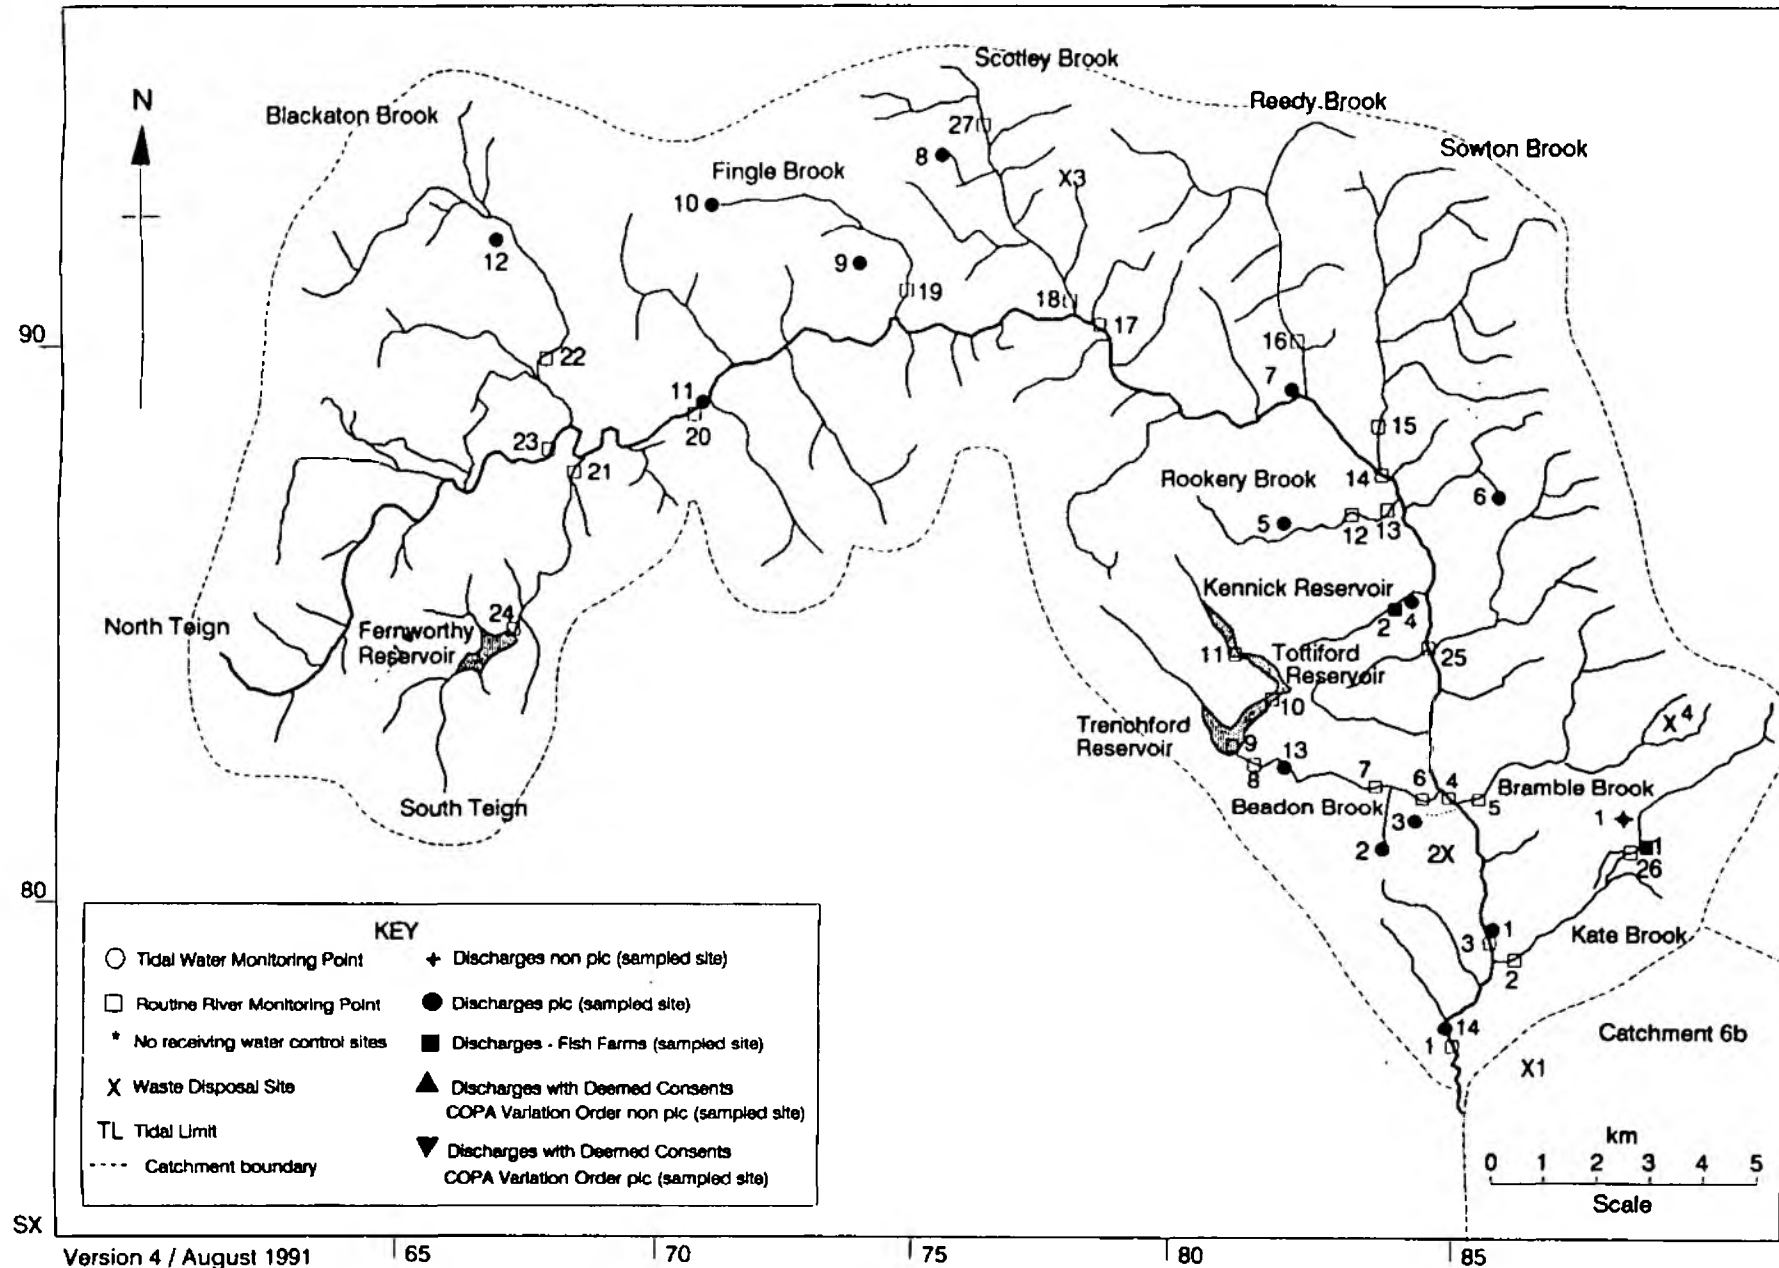 Scotley Brook
N
Blackaton Brook
Reedy Brook
27
Sowton Brook
8
Fingle Brook
X3
10
12
9
19
18
17
90
22
16
7
11
20
15
23
21
14
Rookery Brook
6
5
12
13
Kennick Reservoir
24
2
4
North Teign
Fernworthy
Reservoir
11
Tottiford
Reservoir
25
10
X
4
Trenchford
Reservoir
9
13
8
7
6
4
5
Bramble Brook
South Teign
Beadon Brook
3
1
2
2X
1
26
80
1
3
Kate Brook
2
14
1
Catchment 6b
X1
KEY
Tidal Water Monitoring Point
Routine River Monitoring Point
* No receiving water control sites
X Waste Disposal Site
TL Tidal Limit
Catchment boundary
Discharges non plc (sampled site)
Discharges plc (sampled site)
Discharges - Fish Farms (sampled site)
Discharges with Deemed Consents
COPA Variation Order non plc (sampled site)
Discharges with Deemed Consents
COPA Variation Order plc (sampled site)
km
0 1 2 3 4 5
Scale
SX
Version 4 / August 1991
65
70
75
80
85